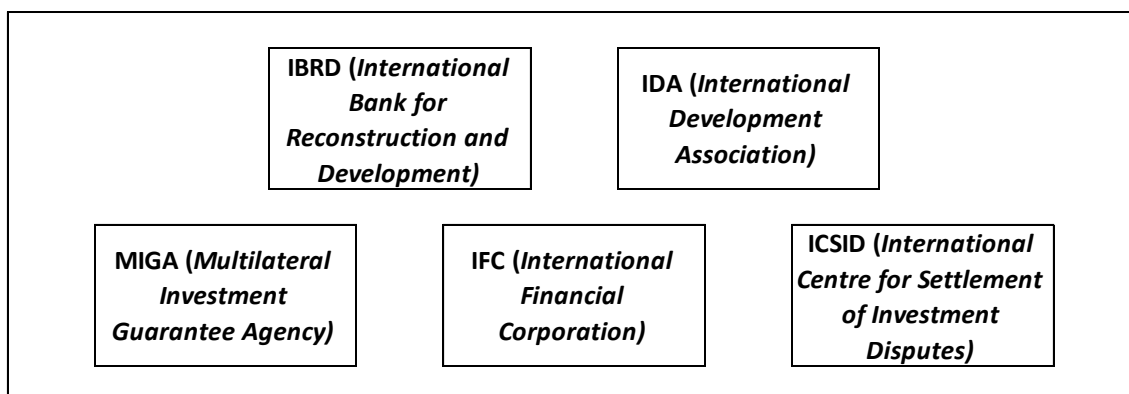 IBRD (International
Bank for
Reconstruction and
Development)
IDA (International
Development
Association)
MIGA (Multilateral
Investment
Guarantee Agency)
IFC (International
Financial
Corporation)
ICSID (International
Centre for Settlement
of Investment
Disputes)